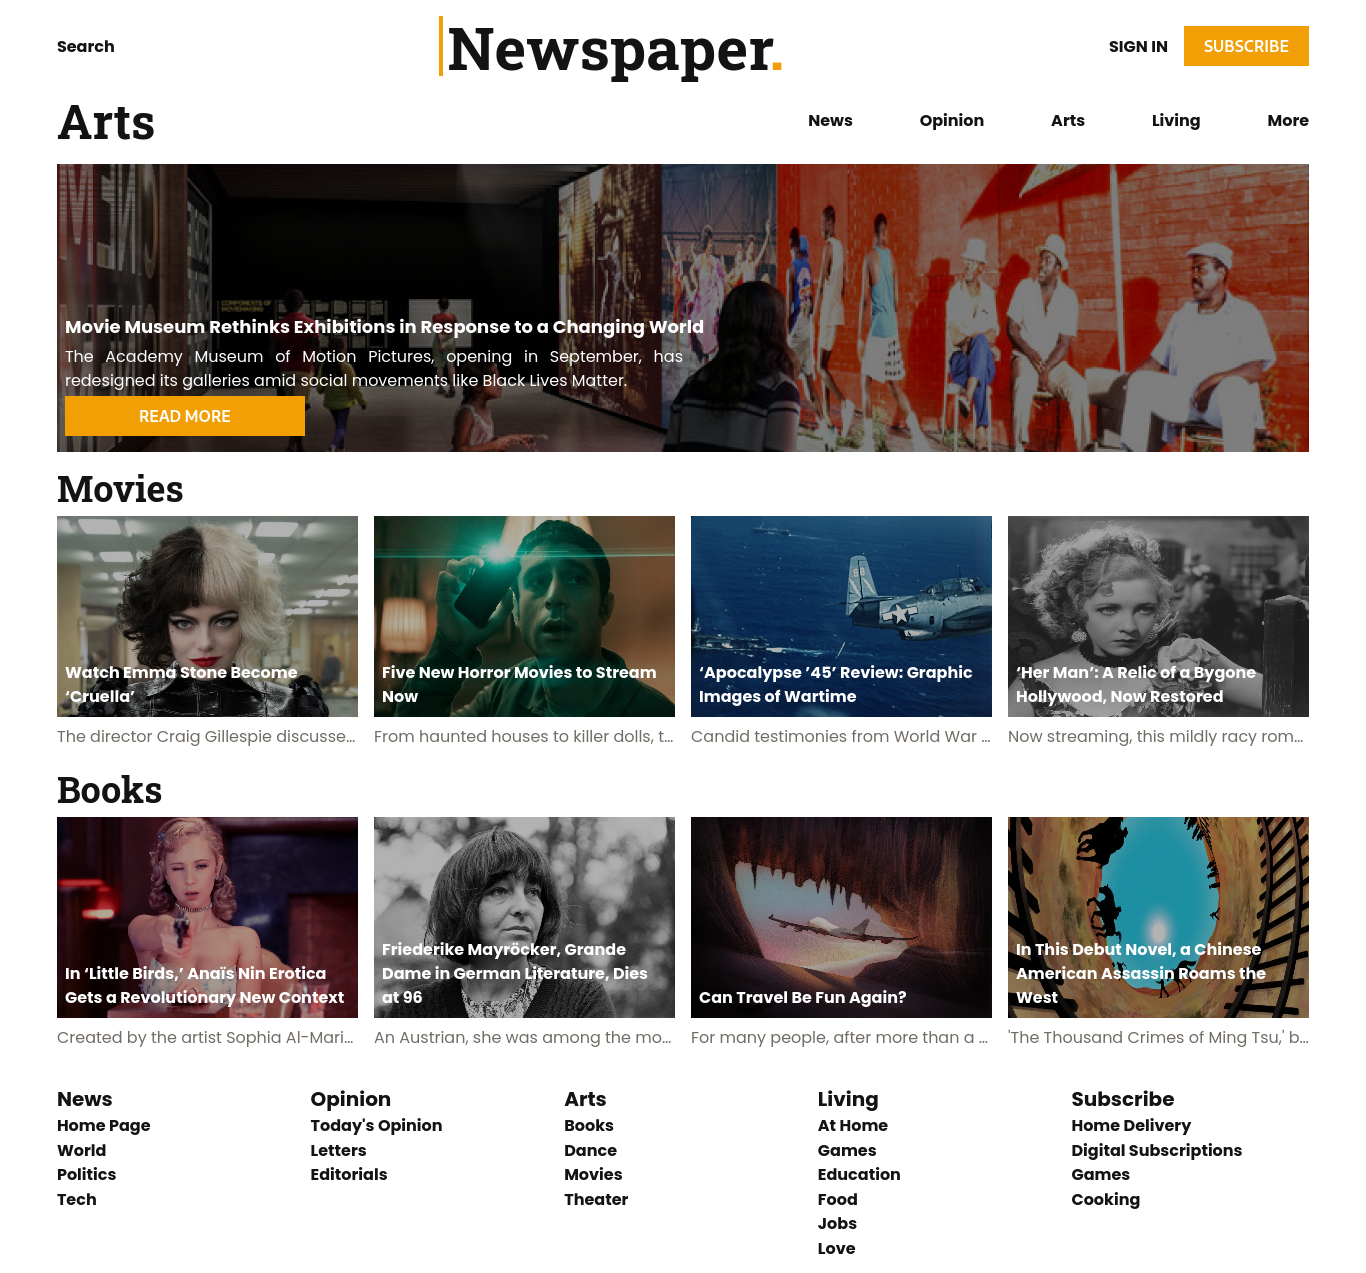 Search
Newspaper.
SIGN IN
SUBSCRIBE
Arts
News
Opinion
Arts
Living
More
COMPONENTS OF
MOVIEMAKING
Movie Museum Rethinks Exhibitions in Response to a Changing World
The Academy Museum of Motion Pictures, opening in September, has
redesigned its galleries amid social movements like Black Lives Matter.
READ MORE
Movies
88
Watch Emma Stone Become
‘Cruella’
Five New Horror Movies to Stream
Now
‘Apocalypse ’45’ Review: Graphic
Images of Wartime
‘Her Man’: A Relic of a Bygone
Hollywood, Now Restored
The director Craig Gillespie discusse...
From haunted houses to killer dolls, t...
Candid testimonies from World War ...
Now streaming, this mildly racy rom...
Books
In ‘Little Birds,’ Anaïs Nin Erotica
Gets a Revolutionary New Context
Friederike Mayröcker, Grande
Dame in German Literature, Dies
at 96
Can Travel Be Fun Again?
In This Debut Novel, a Chinese
American Assassin Roams the
West
Created by the artist Sophia Al-Mari...
An Austrian, she was among the mo...
For many people, after more than a ...
'The Thousand Crimes of Ming Tsu,' b...
News
Home Page
World
Politics
Tech
Opinion
Today's Opinion
Letters
Editorials
Arts
Books
Dance
Movies
Theater
Living
At Home
Games
Education
Food
Jobs
Love
Subscribe
Home Delivery
Digital Subscriptions
Games
Cooking